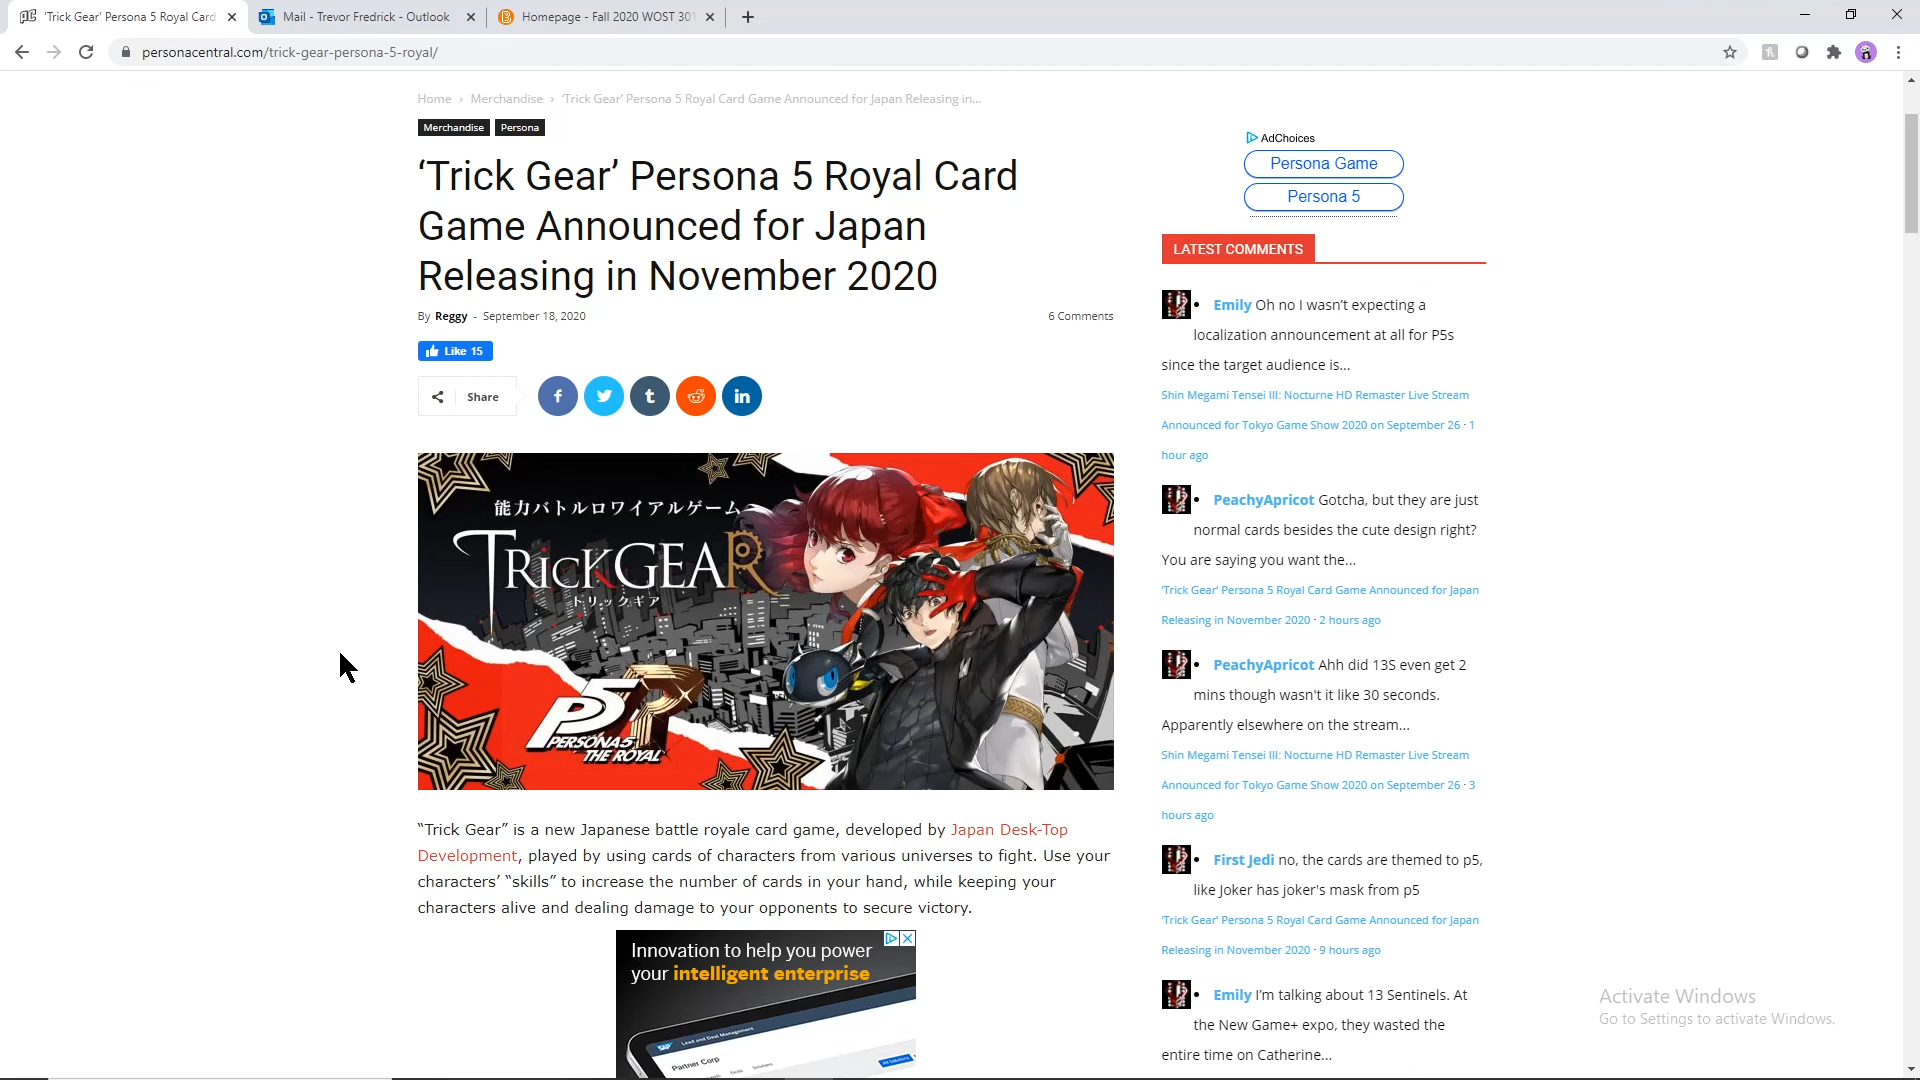 'Trick Gear' Persona 5 Royal Card
Mail - Trevor Fredrick - Outlook
Homepage - Fall 2020 WOST 301
personacentral.com/trick-gear-persona-5-royal/
Home › Merchandise › 'Trick Gear' Persona 5 Royal Card Game Announced for Japan Releasing in...
Merchandise Persona
‘Trick Gear’ Persona 5 Royal Card
Game Announced for Japan
Releasing in November 2020
By Reggy - September 18, 2020
6 Comments
Like 15
Share
能力バトルロワイアルゲーム
TRICKGEAR
トリックギア
P5R
PERSONA5
THE ROYAL
“Trick Gear” is a new Japanese battle royale card game, developed by Japan Desk-Top
Development, played by using cards of characters from various universes to fight. Use your
characters’ “skills” to increase the number of cards in your hand, while keeping your
characters alive and dealing damage to your opponents to secure victory.
Innovation to help you power
your intelligent enterprise
SAP Lead and Deal Management
Partner Corp
AdChoices
Persona Game
Persona 5
LATEST COMMENTS
Emily Oh no I wasn't expecting a
localization announcement at all for P5s
since the target audience is...
Shin Megami Tensei III: Nocturne HD Remaster Live Stream
Announced for Tokyo Game Show 2020 on September 26 · 1
hour ago
PeachyApricot Gotcha, but they are just
normal cards besides the cute design right?
You are saying you want the...
'Trick Gear' Persona 5 Royal Card Game Announced for Japan
Releasing in November 2020 · 2 hours ago
PeachyApricot Ahh did 13S even get 2
mins though wasn't it like 30 seconds.
Apparently elsewhere on the stream...
Shin Megami Tensei III: Nocturne HD Remaster Live Stream
Announced for Tokyo Game Show 2020 on September 26 · 3
hours ago
First Jedi no, the cards are themed to p5,
like Joker has joker's mask from p5
'Trick Gear' Persona 5 Royal Card Game Announced for Japan
Releasing in November 2020 · 9 hours ago
Emily I'm talking about 13 Sentinels. At
the New Game+ expo, they wasted the
entire time on Catherine...
Activate Windows
Go to Settings to activate Windows.